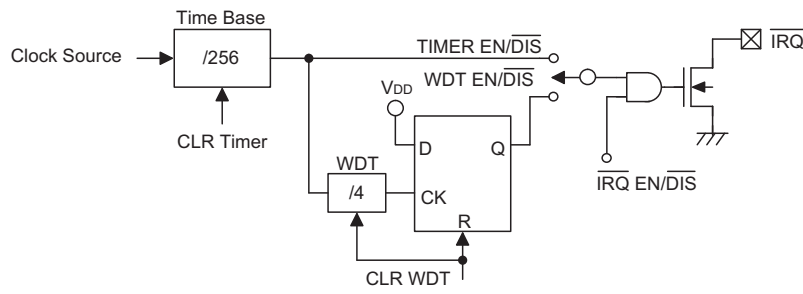 Time Base
Clock Source
/256
CLR Timer
TIMER EN/DIS
WDT EN/DIS
IRQ
VDD
D
Q
CK
R
WDT
/4
CLR WDT
IRQ EN/DIS